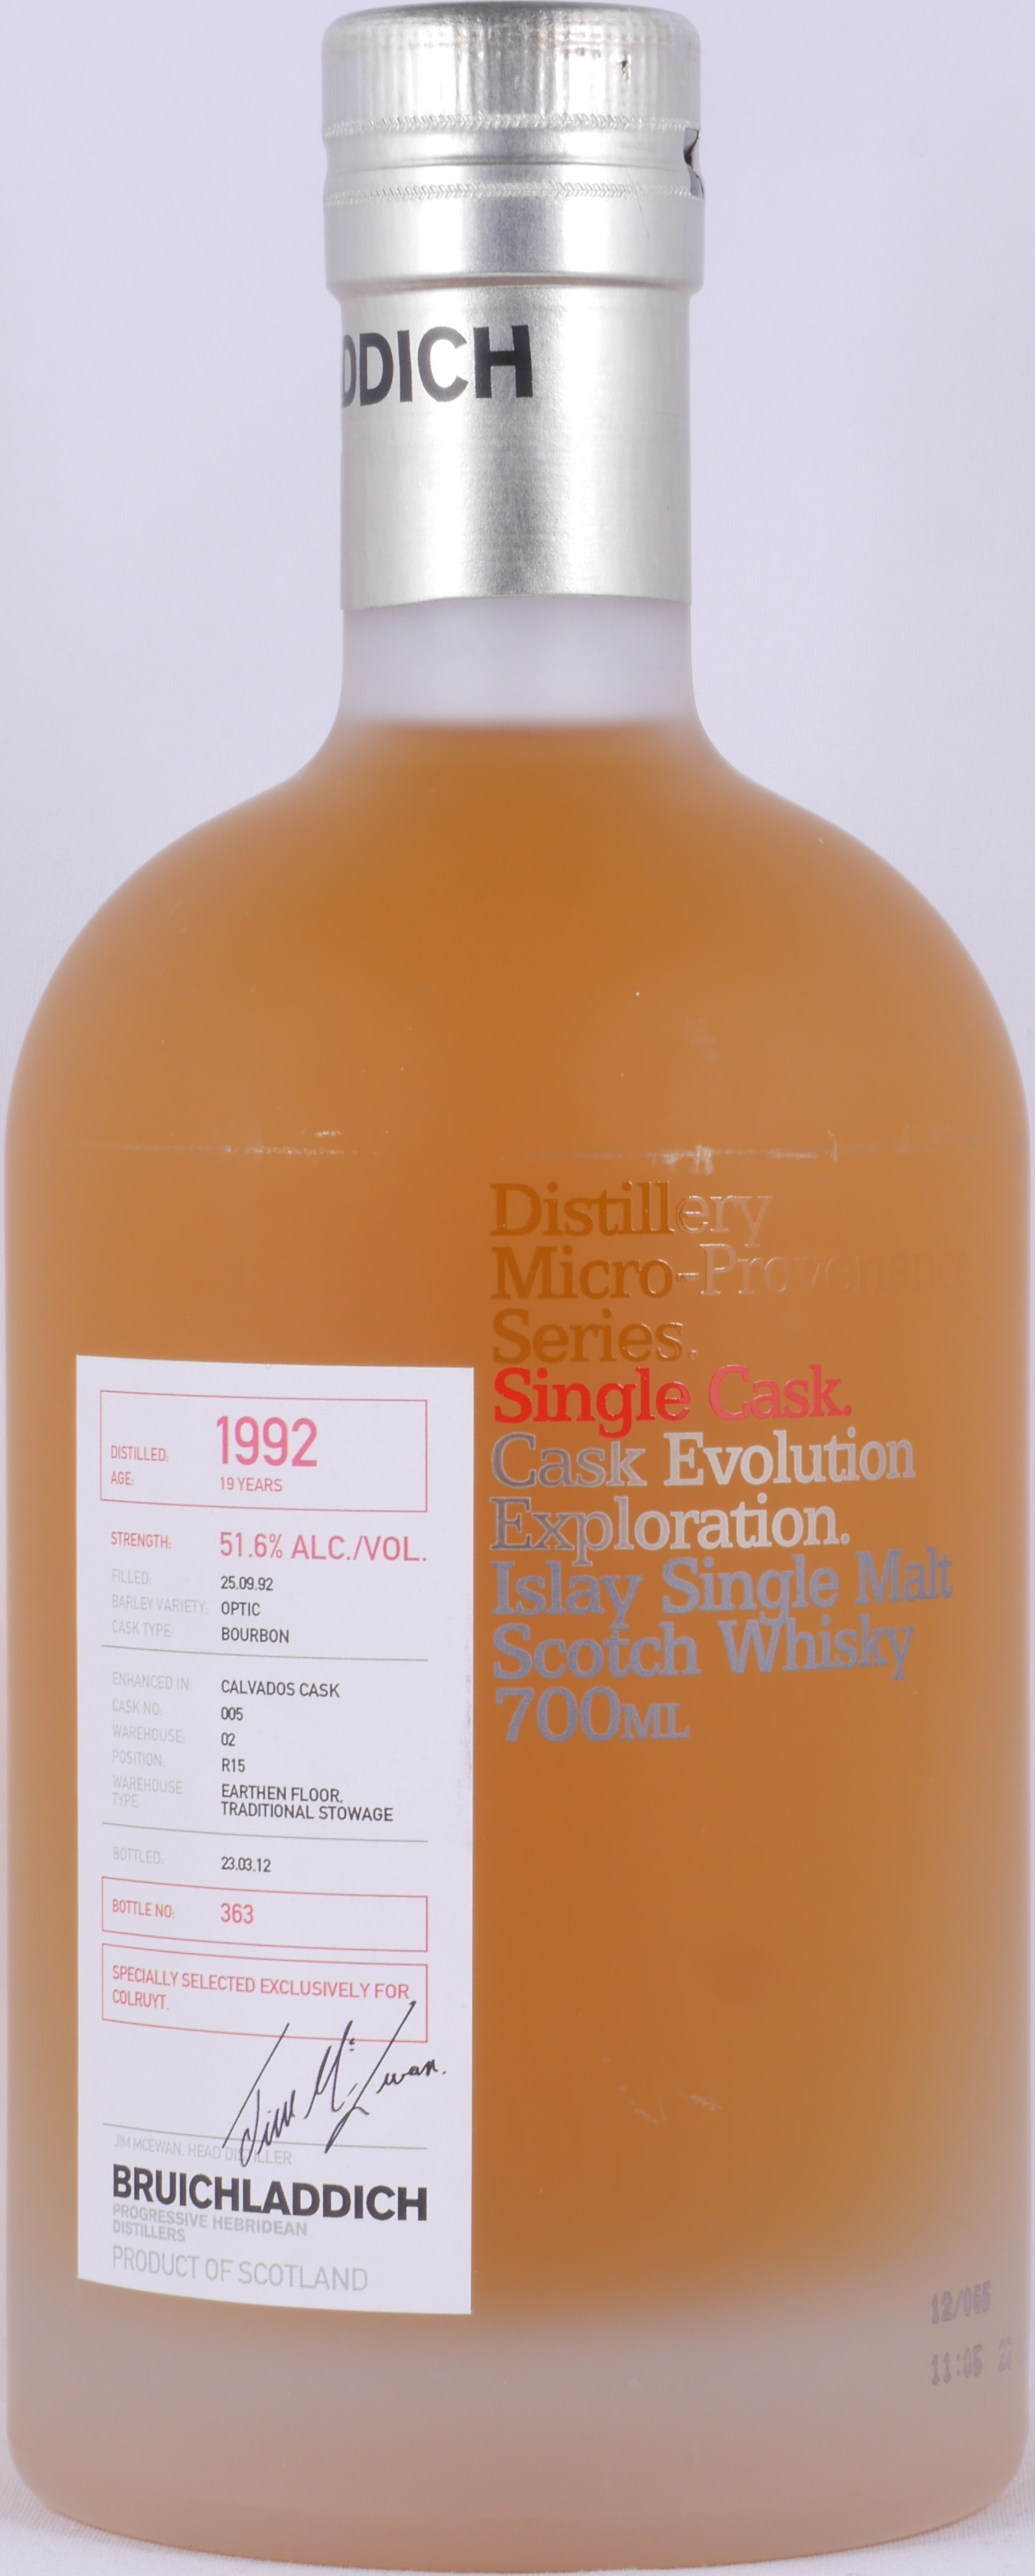 DDICH
Distillery
Micro-Provenance
Series.
Single Cask.
Cask Evolution
Exploration.
Islay Single Malt
Scotch Whisky
700ML
DISTILLED: 1992
AGE: 19 YEARS
STRENGTH: 51.6% ALC./VOL.
FILLED: 25.09.92
BARLEY VARIETY: OPTIC
CASK TYPE: BOURBON
ENHANCED IN: CALVADOS CASK
CASK NO: 005
WAREHOUSE: 02
POSITION: R15
WAREHOUSE EARTHEN FLOOR.
TYPE: TRADITIONAL STOWAGE
BOTTLED: 23.03.12
BOTTLE NO: 363
SPECIALLY SELECTED EXCLUSIVELY FOR
COLRUYT.
Jim McEwan.
JIM MCEWAN, HEAD DISTILLER
BRUICHLADDICH
PROGRESSIVE HEBRIDEAN
DISTILLERS
PRODUCT OF SCOTLAND
11:05